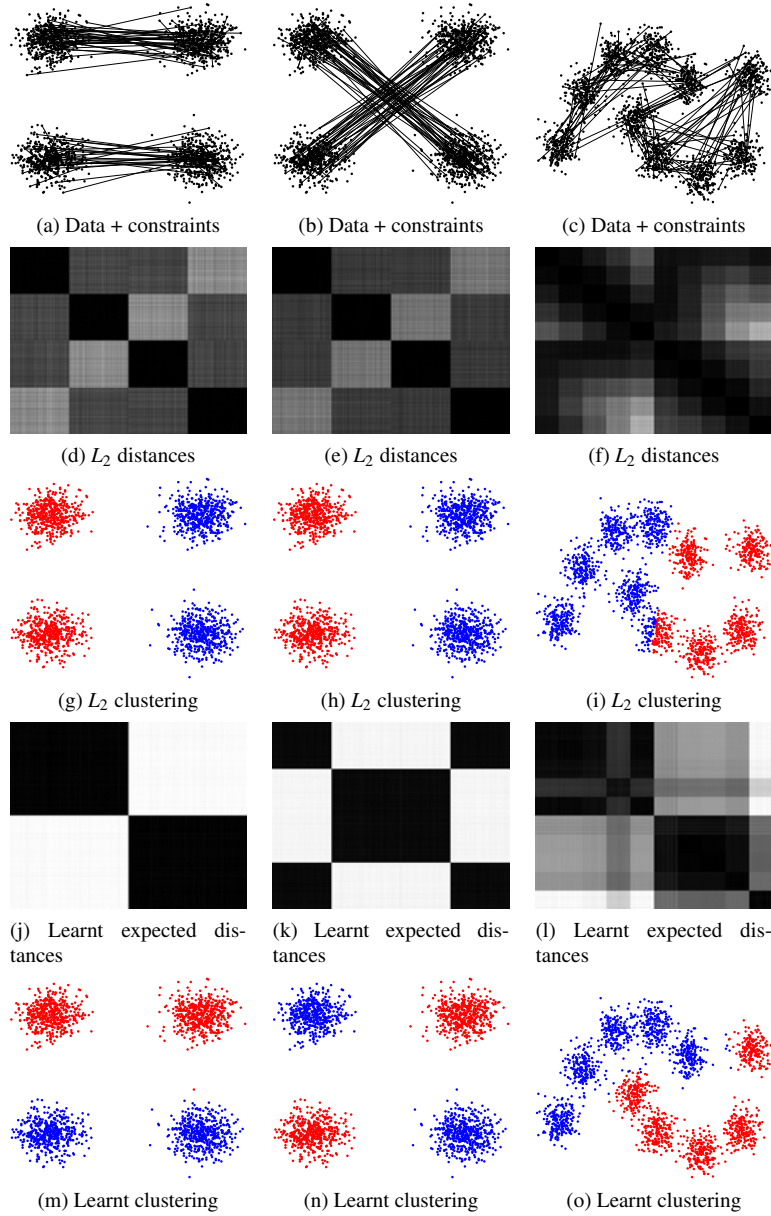 (a) Data + constraints
(b) Data + constraints
(c) Data + constraints
(d) L2 distances
(e) L2 distances
(f) L2 distances
(g) L2 clustering
(h) L2 clustering
(i) L2 clustering
(j) Learnt expected dis-
tances
(k) Learnt expected dis-
tances
(l) Learnt expected dis-
tances
(m) Learnt clustering
(n) Learnt clustering
(o) Learnt clustering